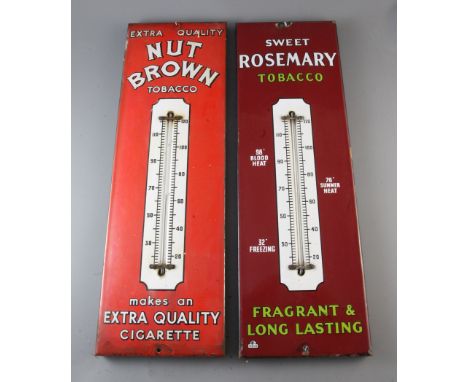 EXTRA QUALITY
NUT
BROWN
TOBACCO
makes an
EXTRA QUALITY
CIGARETTE
SWEET
ROSEMARY
TOBACCO
98°
BLOOD
HEAT
76°
SUMMER
HEAT
32°
FREEZING
FRAGRANT &
LONG LASTING